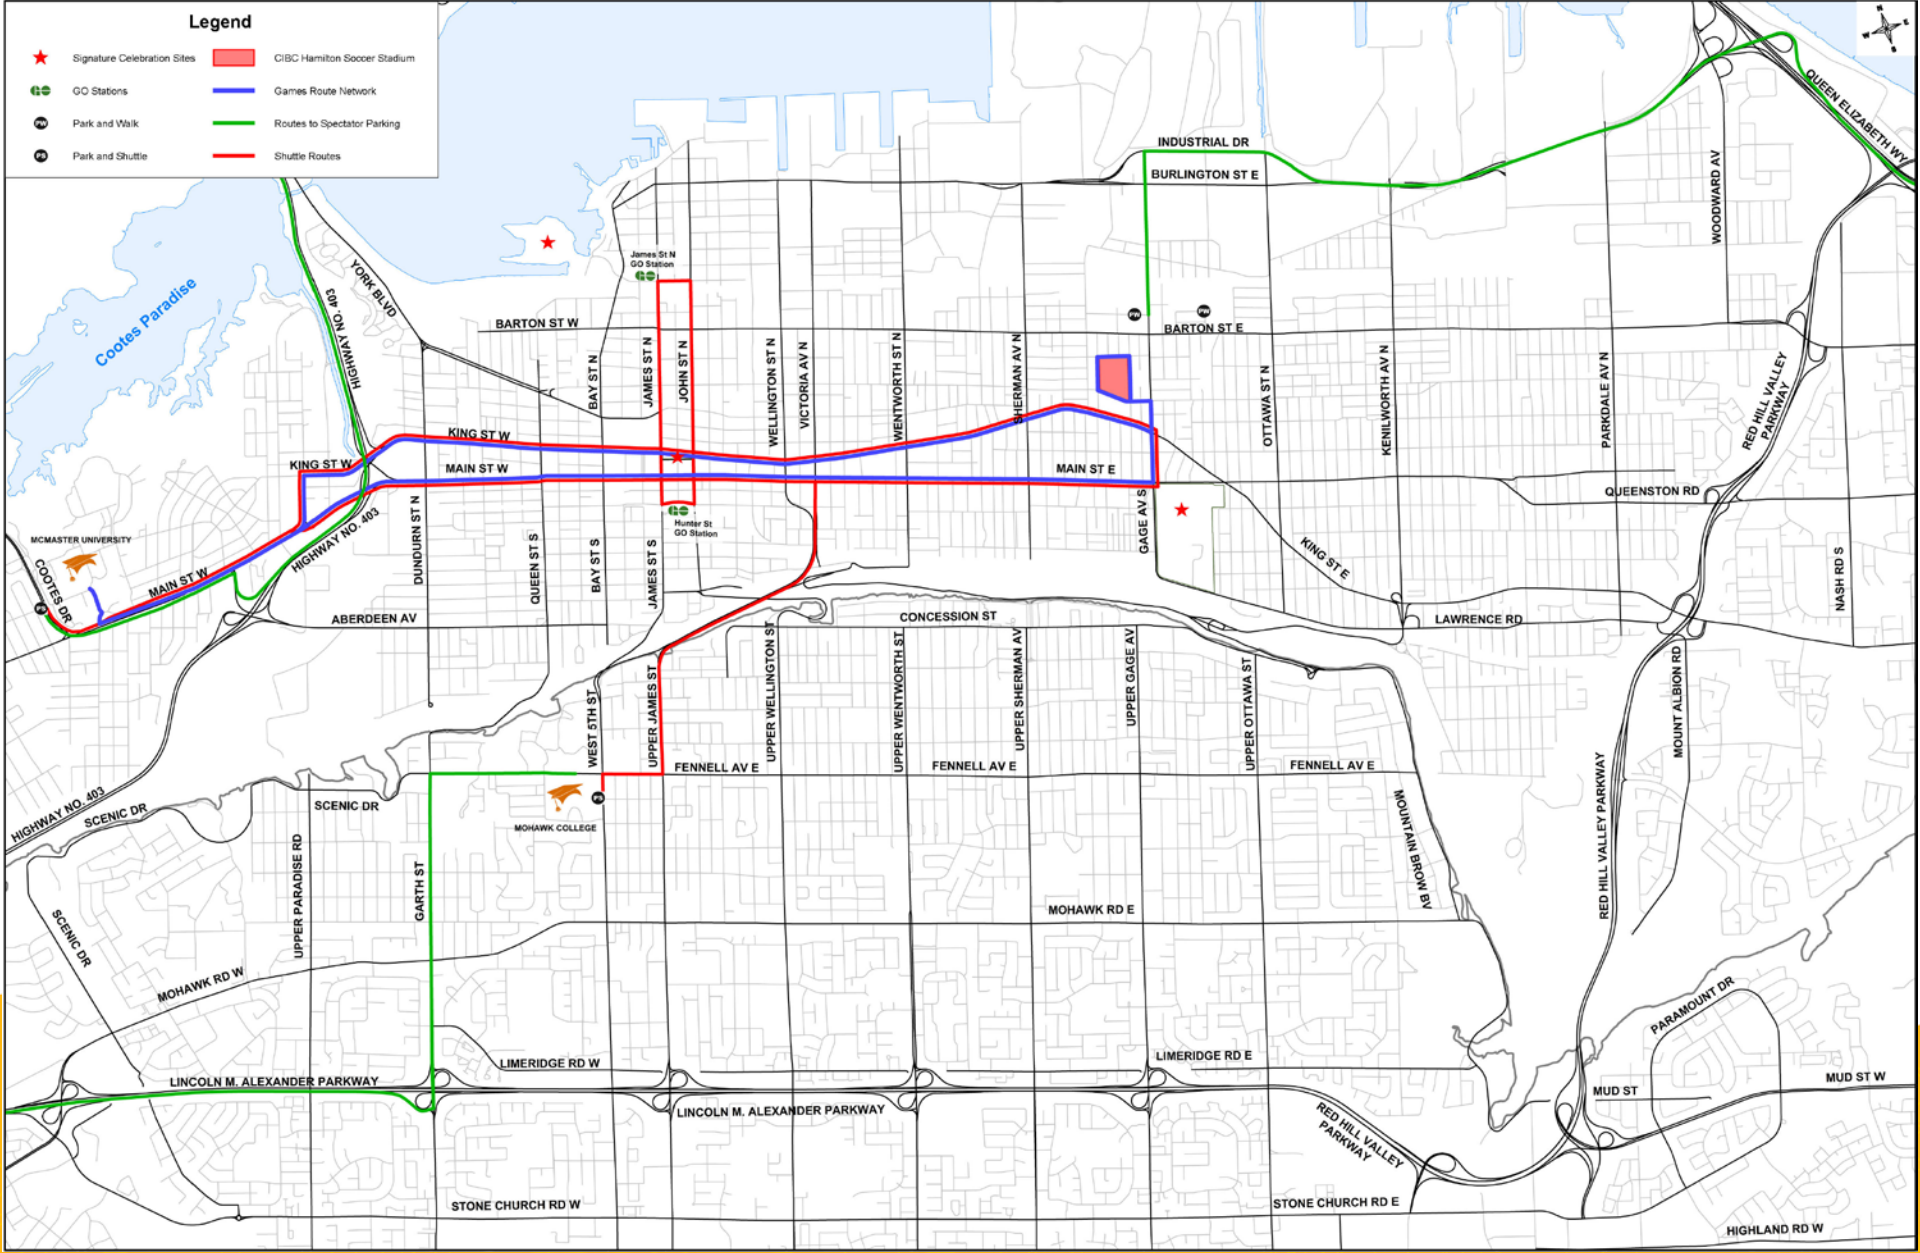 Legend
Signature Celebration Sites
CIBC Hamilton Soccer Stadium
GO Stations
Games Route Network
PW
Park and Walk
Routes to Spectator Parking
PS
Park and Shuttle
Shuttle Routes
N
E
S
W
QUEEN ELIZABETH WY
INDUSTRIAL DR
BURLINGTON ST E
WOODWARD AV
YORK BLVD
HIGHWAY NO. 403
Cootes Paradise
James St N
GO Station
BARTON ST W
PW
PW
BARTON ST E
BAY ST N
JAMES ST N
JOHN ST N
WELLINGTON ST N
VICTORIA AV N
WENTWORTH ST N
SHERMAN AV N
OTTAWA ST N
KENILWORTH AV N
PARKDALE AV N
RED HILL VALLEY
PARKWAY
KING ST W
KING ST W
MAIN ST W
MAIN ST E
QUEENSTON RD
HIGHWAY NO. 403
DUNDURN ST N
Hunter St
GO Station
GAGE AV S
KING ST E
MCMASTER UNIVERSITY
COOTES DR
PS
MAIN ST W
QUEEN ST S
BAY ST S
JAMES ST S
NASH RD S
ABERDEEN AV
CONCESSION ST
LAWRENCE RD
WEST 5TH ST
UPPER JAMES ST
UPPER WELLINGTON ST
UPPER WENTWORTH ST
UPPER SHERMAN AV
UPPER GAGE AV
UPPER OTTAWA ST
MOUNT ALBION RD
FENNELL AV E
FENNELL AV E
FENNELL AV E
HIGHWAY NO. 403
SCENIC DR
SCENIC DR
PS
MOHAWK COLLEGE
MOUNTAIN BROW BV
RED HILL VALLEY PARKWAY
UPPER PARADISE RD
GARTH ST
SCENIC DR
MOHAWK RD E
MOHAWK RD W
PARAMOUNT DR
LIMERIDGE RD W
LIMERIDGE RD E
LINCOLN M. ALEXANDER PARKWAY
LINCOLN M. ALEXANDER PARKWAY
MUD ST
MUD ST W
RED HILL VALLEY
PARKWAY
STONE CHURCH RD W
STONE CHURCH RD E
HIGHLAND RD W